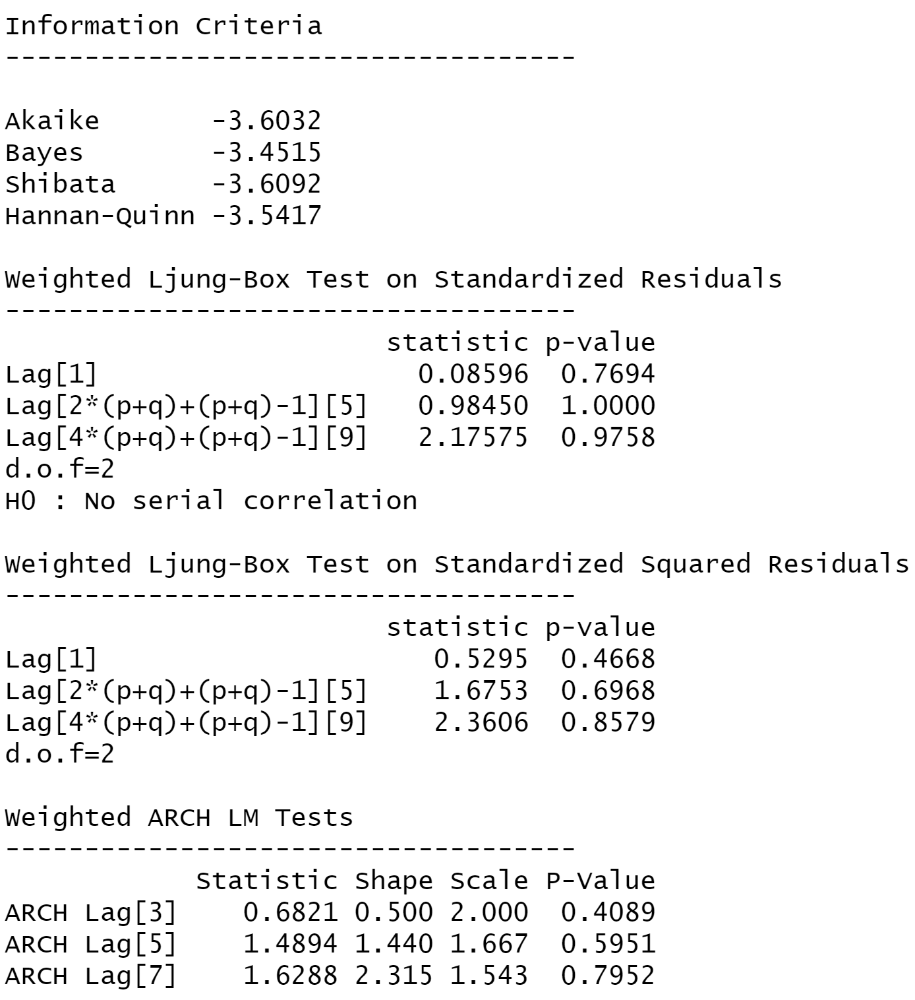 Information Criteria
------------------------------------
Akaike       -3.6032
Bayes        -3.4515
Shibata      -3.6092
Hannan-Quinn -3.5417
Weighted Ljung-Box Test on Standardized Residuals
------------------------------------
                        statistic p-value
Lag[1]                    0.08596  0.7694
Lag[2*(p+q)+(p+q)-1][5]   0.98450  1.0000
Lag[4*(p+q)+(p+q)-1][9]   2.17575  0.9758
d.o.f=2
H0 : No serial correlation
Weighted Ljung-Box Test on Standardized Squared Residuals
------------------------------------
                        statistic p-value
Lag[1]                     0.5295  0.4668
Lag[2*(p+q)+(p+q)-1][5]    1.6753  0.6968
Lag[4*(p+q)+(p+q)-1][9]    2.3606  0.8579
d.o.f=2
Weighted ARCH LM Tests
------------------------------------
            Statistic Shape Scale P-Value
ARCH Lag[3]    0.6821 0.500 2.000  0.4089
ARCH Lag[5]    1.4894 1.440 1.667  0.5951
ARCH Lag[7]    1.6288 2.315 1.543  0.7952